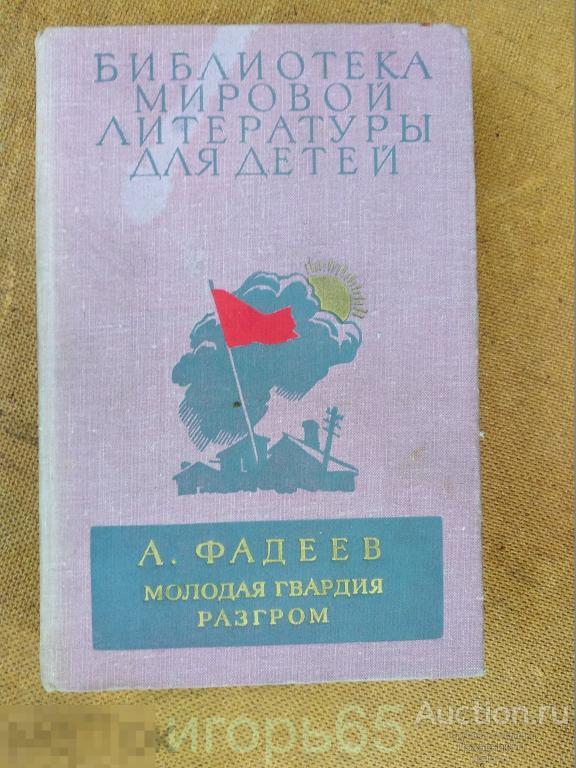 БИБЛИОТЕКА
МИРОВОЙ
ЛИТЕРАТУРЫ
ДЛЯ ДЕТЕЙ
А. ФАДЕЕВ
МОЛОДАЯ ГВАРДИЯ
РАЗГРОМ
игорь65
Auction.ru